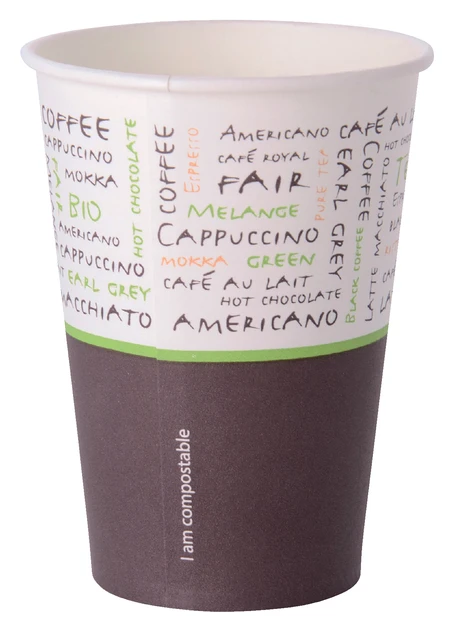 COFFEE
CAPPUCCINO
MOKKA
BIO
AMERICANO
CAPPUCCINO
HOT EARL GREY
MACCHIATO
HOT CHOCOLATE
COFFEE
ESPRESSO
AMERICANO
CAFÉ ROYAL
FAIR
MELANGE
CAPPUCCINO
MOKKA GREEN
CAFÉ AU LAIT
HOT CHOCOLATE
AMERICANO
PURE TEA
EARL GREY
BLACK COFFEE
CAFÉ AU
COFFEE
LATTE MACCHIATO
I am compostable